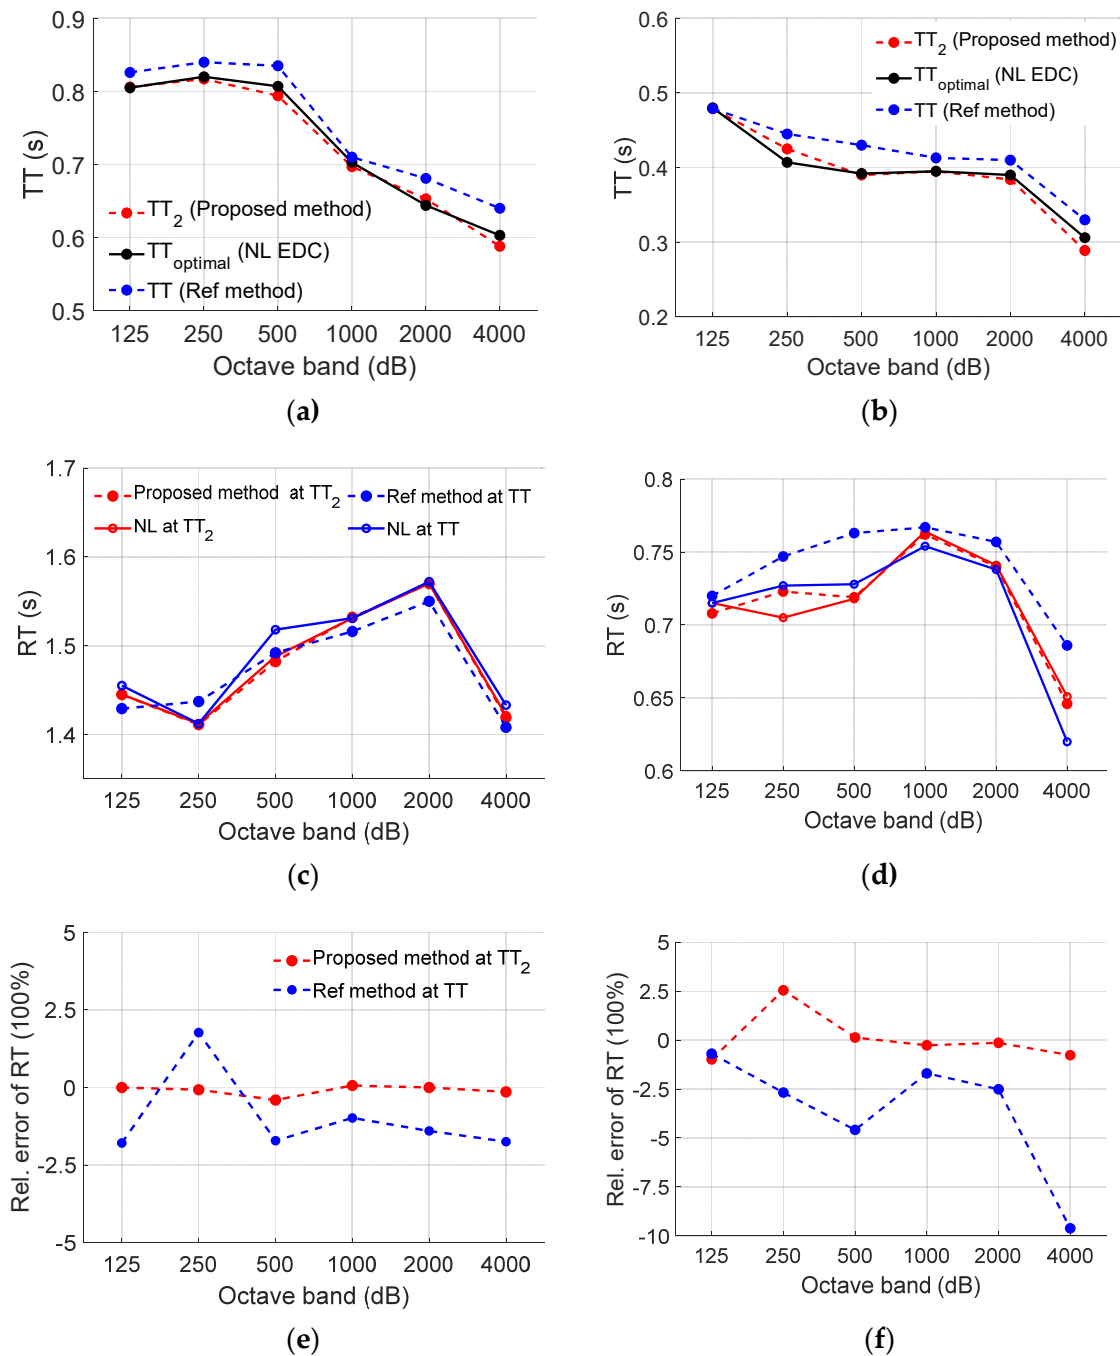 0.9
0.8
0.7
0.6
0.5
TT (s)
TT2 (Proposed method)
TToptimal (NL EDC)
TT (Ref method)
125 250 500 1000 2000 4000
Octave band (dB)
(a)
0.6
0.5
0.4
0.3
0.2
TT (s)
TT2 (Proposed method)
TToptimal (NL EDC)
TT (Ref method)
125 250 500 1000 2000 4000
Octave band (dB)
(b)
1.7
1.6
1.5
1.4
RT (s)
Proposed method at TT2
NL at TT2
Ref method at TT
NL at TT
125 250 500 1000 2000 4000
Octave band (dB)
(c)
0.8
0.75
0.7
0.65
0.6
RT (s)
125 250 500 1000 2000 4000
Octave band (dB)
(d)
5
2.5
0
-2.5
-5
Rel. error of RT (100%)
Proposed method at TT2
Ref method at TT
125 250 500 1000 2000 4000
Octave band (dB)
(e)
5
2.5
0
-2.5
-5
-7.5
-10
Rel. error of RT (100%)
125 250 500 1000 2000 4000
Octave band (dB)
(f)